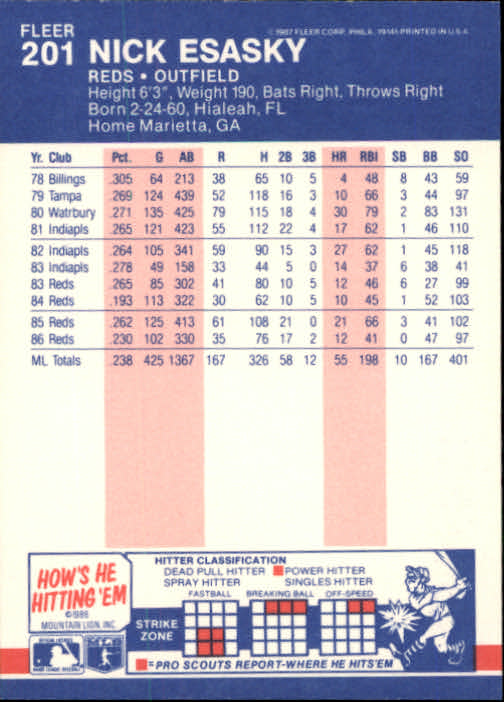 FLEER
201 NICK ESASKY
© 1987 FLEER CORP. PHILA. 19141 PRINTED IN U.S.A.
REDS • OUTFIELD
Height 6'3", Weight 190, Bats Right, Throws Right
Born 2-24-60, Hialeah, FL
Home Marietta, GA
Yr. Club Pct. G AB R H 2B 3B HR RBI SB BB SO
78 Billings .305 64 213 38 65 10 5 4 48 8 43 59
79 Tampa .269 124 439 52 118 16 3 10 66 3 44 97
80 Watrbury .271 135 425 79 115 18 4 30 79 2 83 131
81 Indiapls .265 121 423 55 112 22 4 17 62 1 46 110
82 Indiapls .264 105 341 59 90 15 3 27 62 1 45 118
83 Indiapls .278 49 158 33 44 5 0 14 37 6 38 41
83 Reds .265 85 302 41 80 10 5 12 46 6 27 99
84 Reds .193 113 322 30 62 10 5 10 45 1 52 103
85 Reds .262 125 413 61 108 21 0 21 66 3 41 102
86 Reds .230 102 330 35 76 17 2 12 41 0 47 97
ML Totals .238 425 1367 167 326 58 12 55 198 10 167 401
HOW'S HE
HITTING 'EM
©1986
MOUNTAIN LION, INC
HITTER CLASSIFICATION
DEAD PULL HITTER POWER HITTER
SPRAY HITTER SINGLES HITTER
FASTBALL BREAKING BALL OFF-SPEED
STRIKE
ZONE
=PRO SCOUTS REPORT-WHERE HE HITS'EM